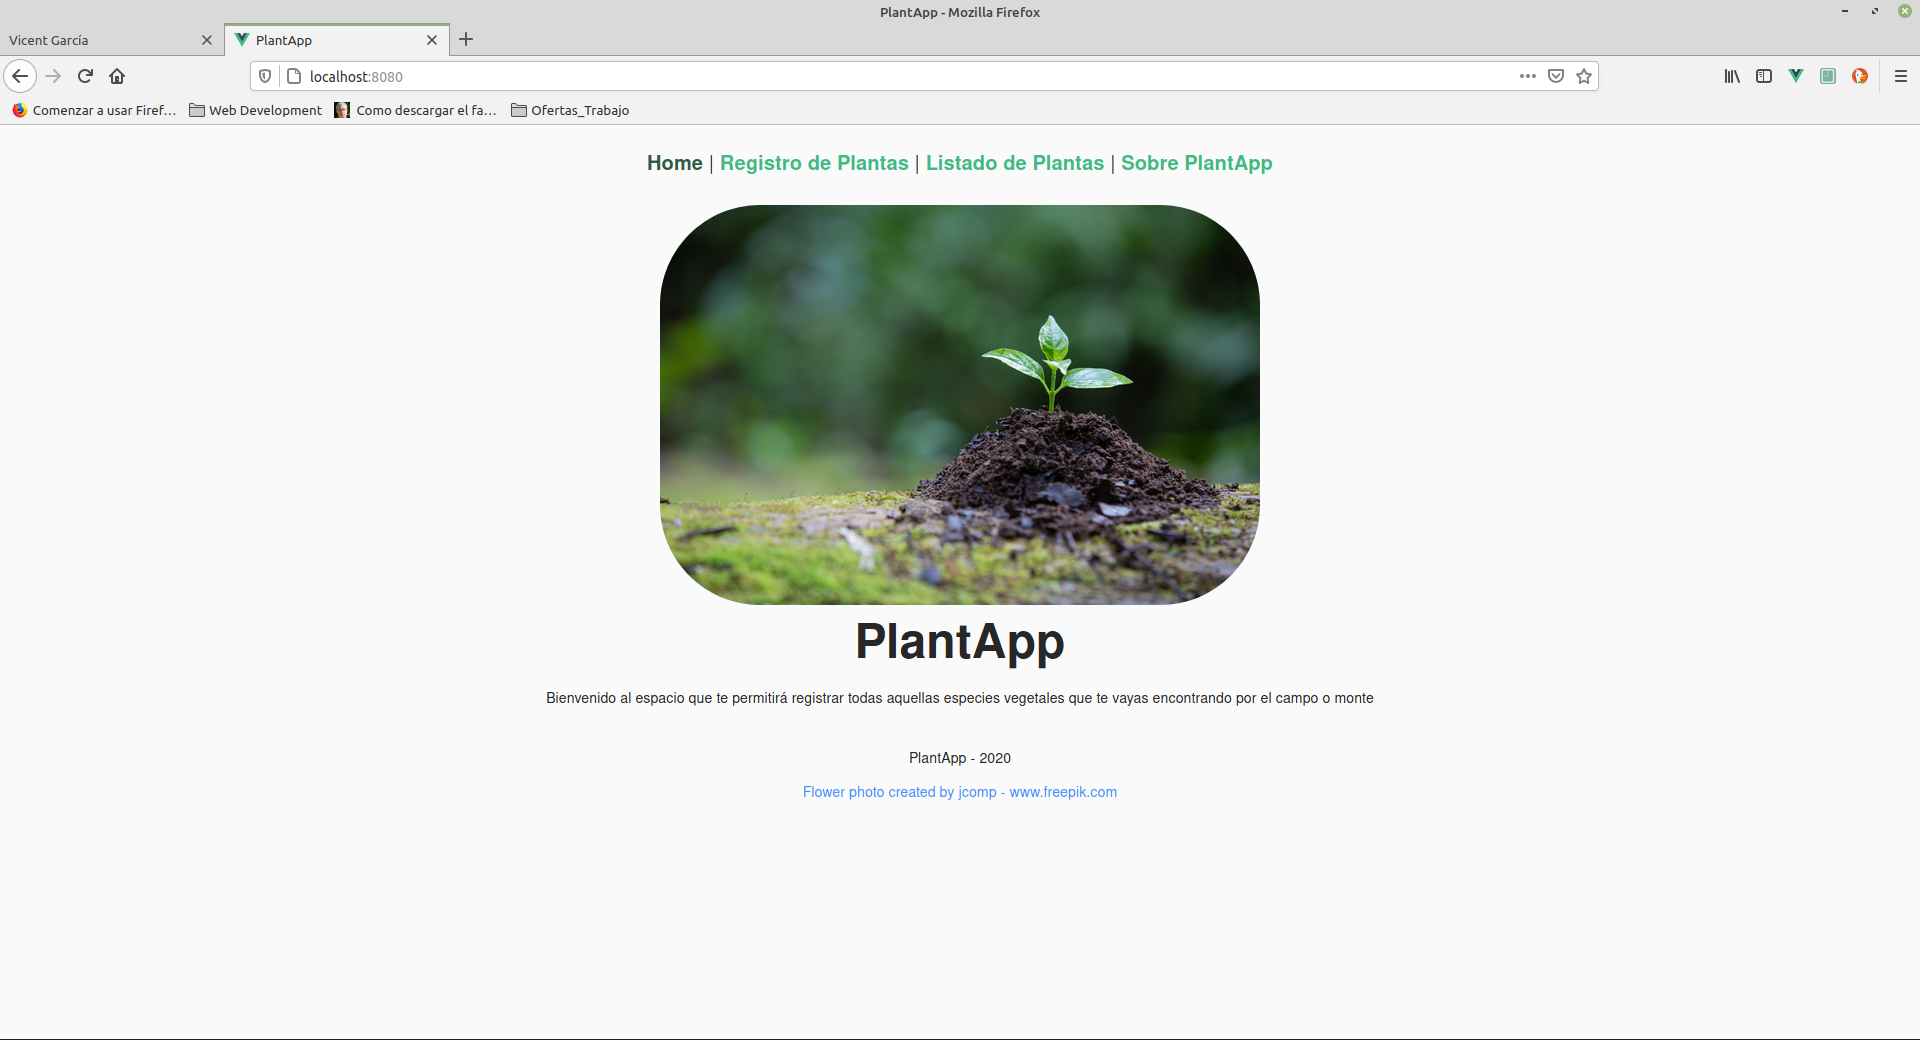 PlantApp - Mozilla Firefox
Vicent García
PlantApp
localhost:8080
Comenzar a usar Firef…
Web Development
Como descargar el fa…
Ofertas_Trabajo
Home | Registro de Plantas | Listado de Plantas | Sobre PlantApp
PlantApp
Bienvenido al espacio que te permitirá registrar todas aquellas especies vegetales que te vayas encontrando por el campo o monte
PlantApp - 2020
Flower photo created by jcomp - www.freepik.com